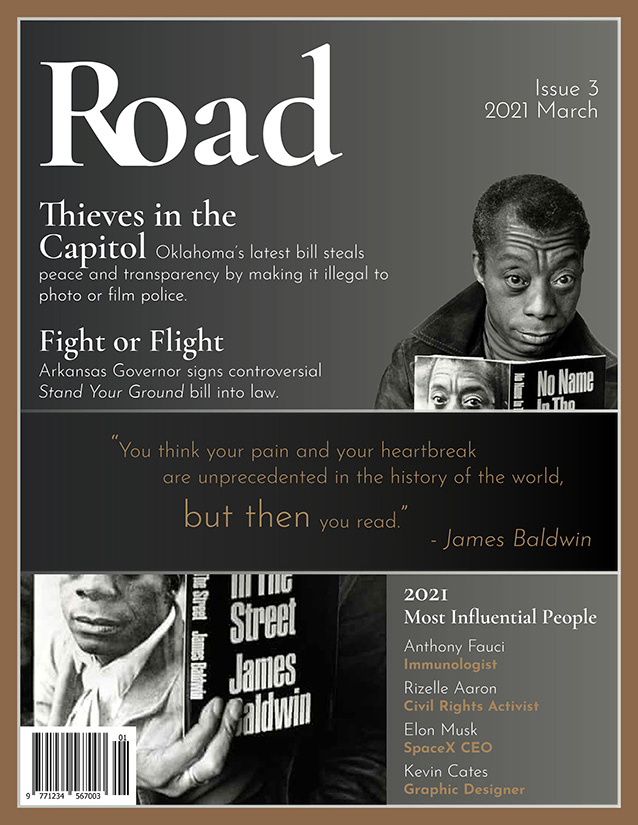 Road
Issue 3
2021 March
Thieves in the
Capitol Oklahoma's latest bill steals
peace and transparency by making it illegal to
photo or film police.
Fight or Flight
Arkansas Governor signs controversial
Stand Your Ground bill into law.
No Name
In The
No Name
In The
“You think your pain and your heartbreak
are unprecedented in the history of the world,
but then you read.”
- James Baldwin
The Street James Baldwin
In The
Street
James
Baldwin
2021
Most Influential People
Anthony Fauci
Immunologist
Rizelle Aaron
Civil Rights Activist
Elon Musk
SpaceX CEO
Kevin Cates
Graphic Designer
01
9 771234 567003